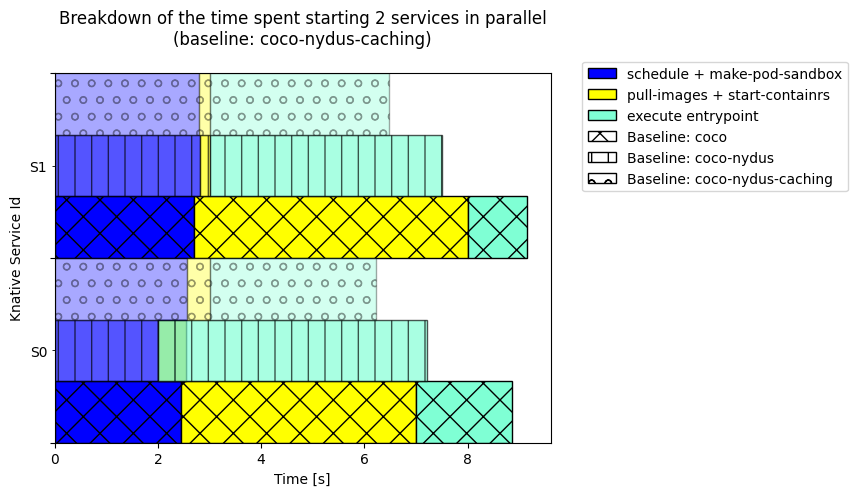 Breakdown of the time spent starting 2 services in parallel
(baseline: coco-nydus-caching)
schedule + make-pod-sandbox
pull-images + start-containrs
execute entrypoint
Baseline: coco
Baseline: coco-nydus
Baseline: coco-nydus-caching
Knative Service Id
S1
S0
0 2 4 6 8
Time [s]